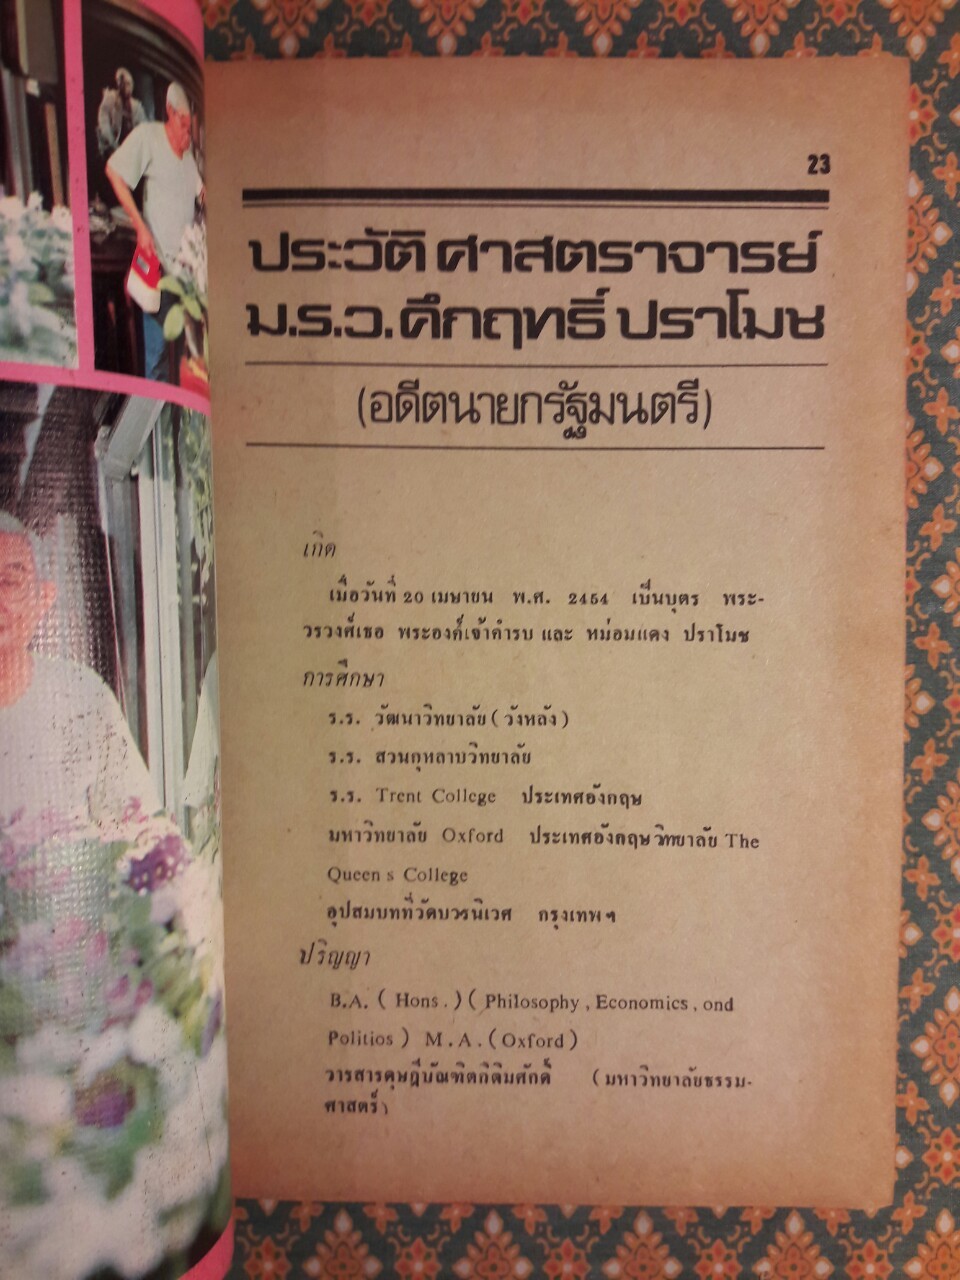 23
ประวัติ ศาสตราจารย์
ม.ร.ว. คึกฤทธิ์ ปราโมช
(อดีตนายกรัฐมนตรี)
เกิด
เมื่อวันที่ 20 เมษายน พ.ศ. 2454 เป็นบุตร พระ-
วรวงศ์เธอ พระองค์เจ้าคำรบ และ หม่อมแดง ปราโมช
การศึกษา
ร.ร. วัฒนาวิทยาลัย (วังหลัง)
ร.ร. สวนกุหลาบวิทยาลัย
ร.ร. Trent College ประเทศอังกฤษ
มหาวิทยาลัย Oxford ประเทศอังกฤษ วิทยาลัย The
Queen s College
อุปสมบทที่วัดบวรนิเวศ กรุงเทพฯ
ปริญญา
B.A. ( Hons . ) ( Philosophy , Economics , ond
Politios ) M . A . (Oxford)
วารสารดุษฎีบัณฑิตกิติมศักดิ์ (มหาวิทยาลัยธรรม-
ศาสตร์)